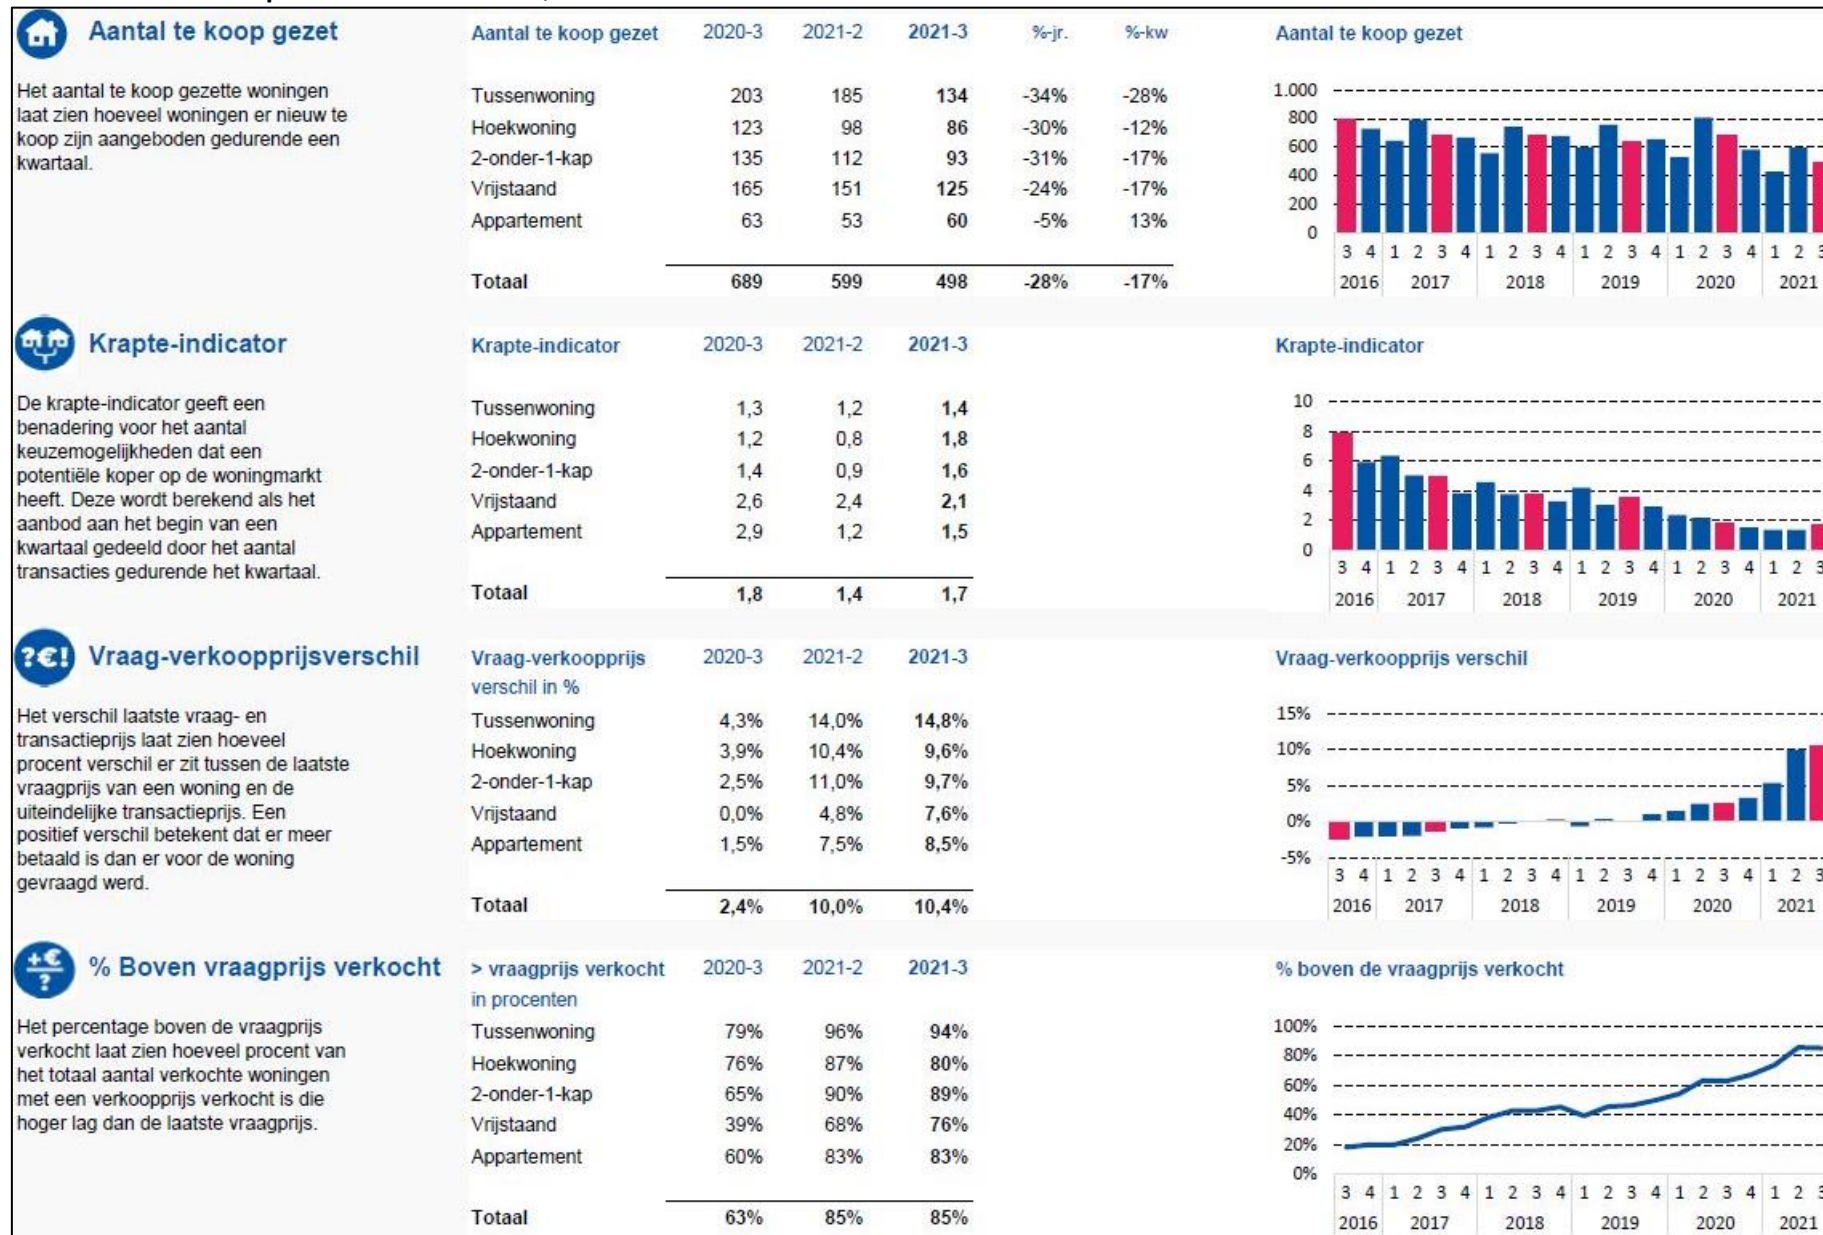 Aantal te koop gezet
Het aantal te koop gezette woningen
laat zien hoeveel woningen er nieuw te
koop zijn aangeboden gedurende een
kwartaal.
Aantal te koop gezet 2020-3 2021-2 2021-3 %-jr. %-kw
Tussenwoning 203 185 134 -34% -28%
Hoekwoning 123 98 86 -30% -12%
2-onder-1-kap 135 112 93 -31% -17%
Vrijstaand 165 151 125 -24% -17%
Appartement 63 53 60 -5% 13%
Totaal 689 599 498 -28% -17%
Aantal te koop gezet
1.000
800
600
400
200
0
3 4 1 2 3 4 1 2 3 4 1 2 3 4 1 2 3 4 1 2 3
2016 2017 2018 2019 2020 2021
Krapte-indicator
De krapte-indicator geeft een
benadering voor het aantal
keuzemogelijkheden dat een
potentiële koper op de woningmarkt
heeft. Deze wordt berekend als het
aanbod aan het begin van een
kwartaal gedeeld door het aantal
transacties gedurende het kwartaal.
Krapte-indicator 2020-3 2021-2 2021-3
Tussenwoning 1,3 1,2 1,4
Hoekwoning 1,2 0,8 1,8
2-onder-1-kap 1,4 0,9 1,6
Vrijstaand 2,6 2,4 2,1
Appartement 2,9 1,2 1,5
Totaal 1,8 1,4 1,7
Krapte-indicator
10
8
6
4
2
0
3 4 1 2 3 4 1 2 3 4 1 2 3 4 1 2 3 4 1 2 3
2016 2017 2018 2019 2020 2021
?€!
Vraag-verkoopprijsverschil
Het verschil laatste vraag- en
transactieprijs laat zien hoeveel
procent verschil er zit tussen de laatste
vraagprijs van een woning en de
uiteindelijke transactieprijs. Een
positief verschil betekent dat er meer
betaald is dan er voor de woning
gevraagd werd.
Vraag-verkoopprijs 2020-3 2021-2 2021-3
verschil in %
Tussenwoning 4,3% 14,0% 14,8%
Hoekwoning 3,9% 10,4% 9,6%
2-onder-1-kap 2,5% 11,0% 9,7%
Vrijstaand 0,0% 4,8% 7,6%
Appartement 1,5% 7,5% 8,5%
Totaal 2,4% 10,0% 10,4%
Vraag-verkoopprijs verschil
15%
10%
5%
0%
-5%
3 4 1 2 3 4 1 2 3 4 1 2 3 4 1 2 3 4 1 2 3
2016 2017 2018 2019 2020 2021
+€
?
% Boven vraagprijs verkocht
Het percentage boven de vraagprijs
verkocht laat zien hoeveel procent van
het totaal aantal verkochte woningen
met een verkoopprijs verkocht is die
hoger lag dan de laatste vraagprijs.
> vraagprijs verkocht 2020-3 2021-2 2021-3
in procenten
Tussenwoning 79% 96% 94%
Hoekwoning 76% 87% 80%
2-onder-1-kap 65% 90% 89%
Vrijstaand 39% 68% 76%
Appartement 60% 83% 83%
Totaal 63% 85% 85%
% boven de vraagprijs verkocht
100%
80%
60%
40%
20%
0%
3 4 1 2 3 4 1 2 3 4 1 2 3 4 1 2 3 4 1 2 3
2016 2017 2018 2019 2020 2021